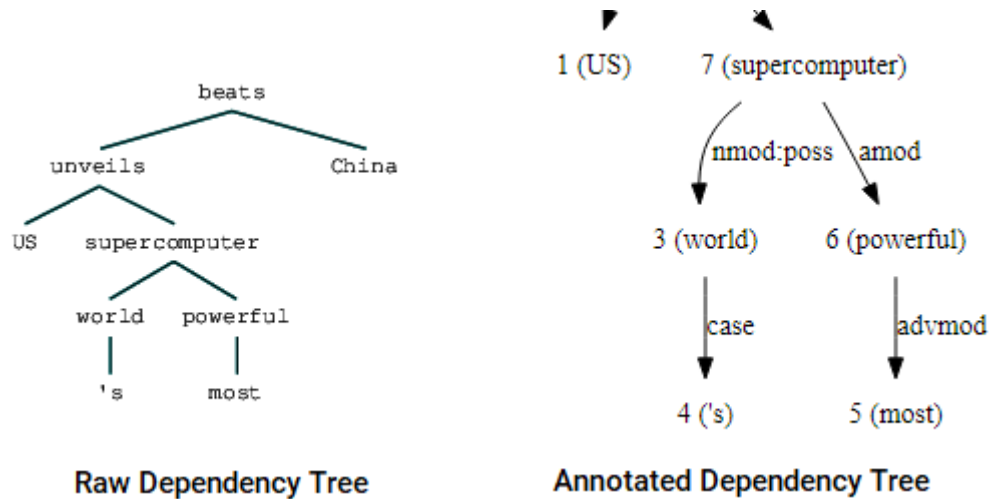 beats
unveils China
US supercomputer
world powerful
's most
Raw Dependency Tree
1 (US) 7 (supercomputer)
nmod:poss amod
3 (world) 6 (powerful)
case advmod
4 ('s) 5 (most)
Annotated Dependency Tree